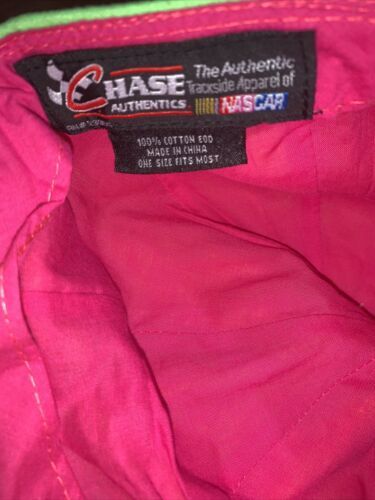 CHASE
AUTHENTICS
The Authentic
Trackside Apparel of
NASCAR
100% COTTON EOD
MADE IN CHINA
ONE SIZE FITS MOST